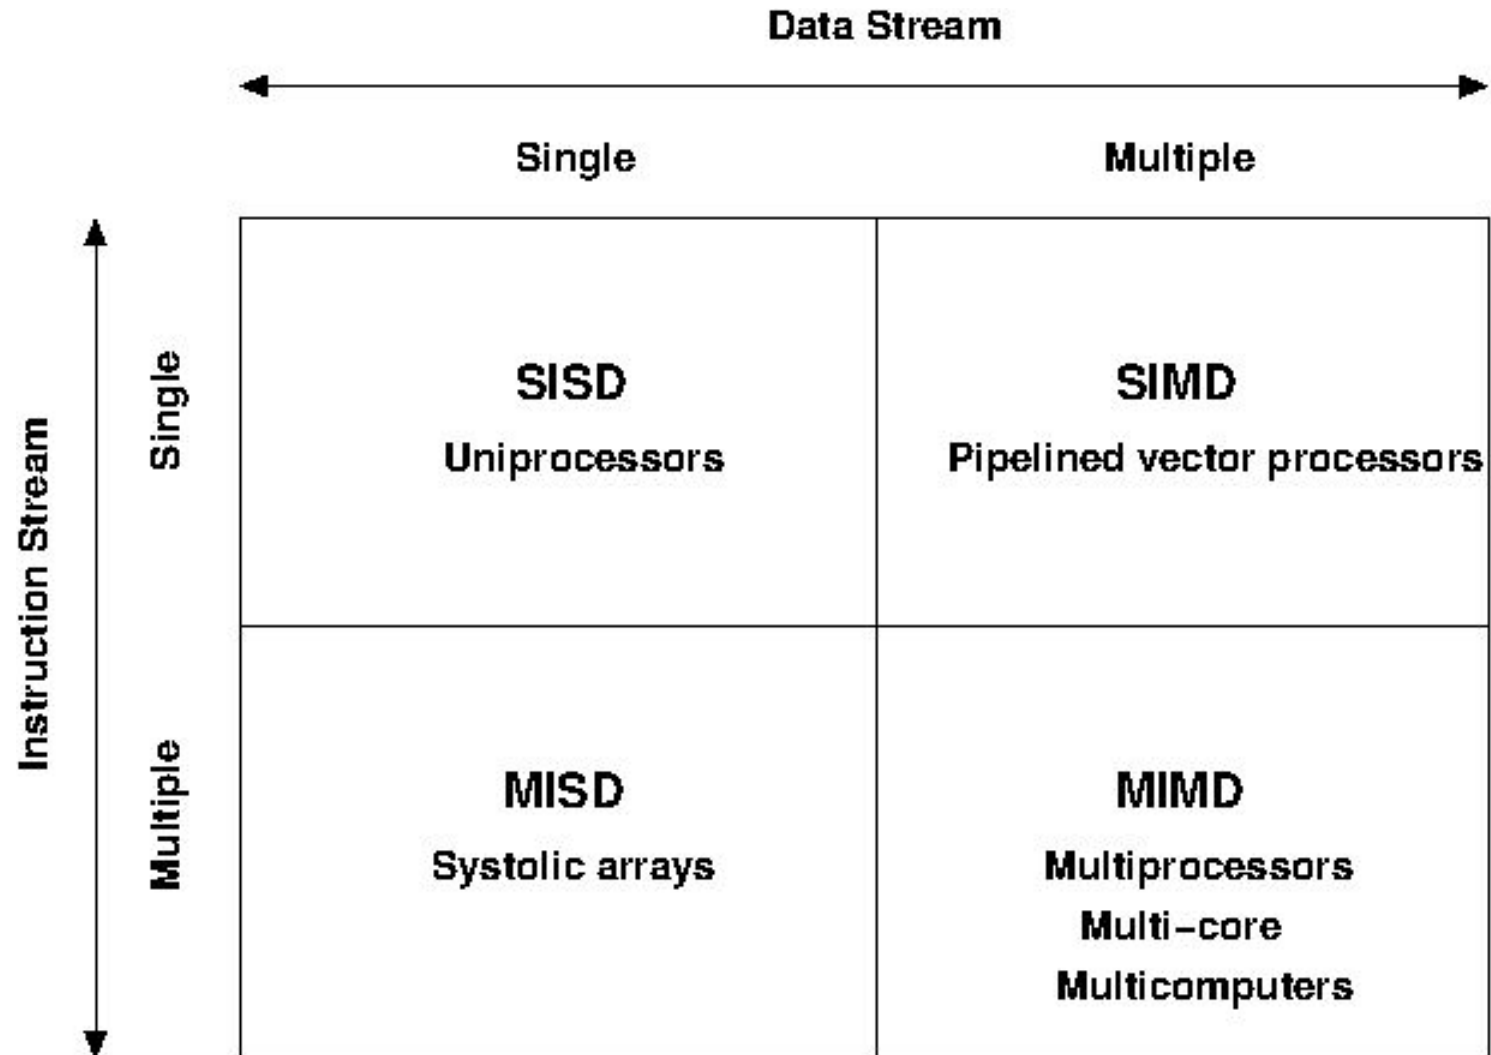 Data Stream
Single
Multiple
Instruction Stream
Single
SISD
Uniprocessors
SIMD
Pipelined vector processors
Multiple
MISD
Systolic arrays
MIMD
Multiprocessors
Multi–core
Multicomputers